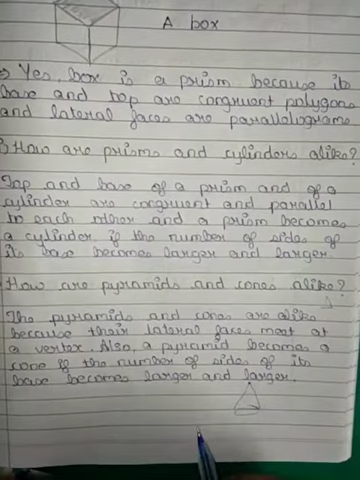 A box
Yes, box is a prism because its
base and top are congruent polygons
and lateral faces are parallalograms
How are prisms and cylinders alike?
Top and base of a prism and of a
cylinder are congruent and parallel
to each other and a prism becomes
a cylinder if the number of sides of
its base becomes larger and larger.
How are pyramids and cones alike?
The pyramids and cones are alike
because their lateral faces meet at
a vertex. Also, a pyramid becomes a
cone if the number of sides of its
base becomes larger and larger.